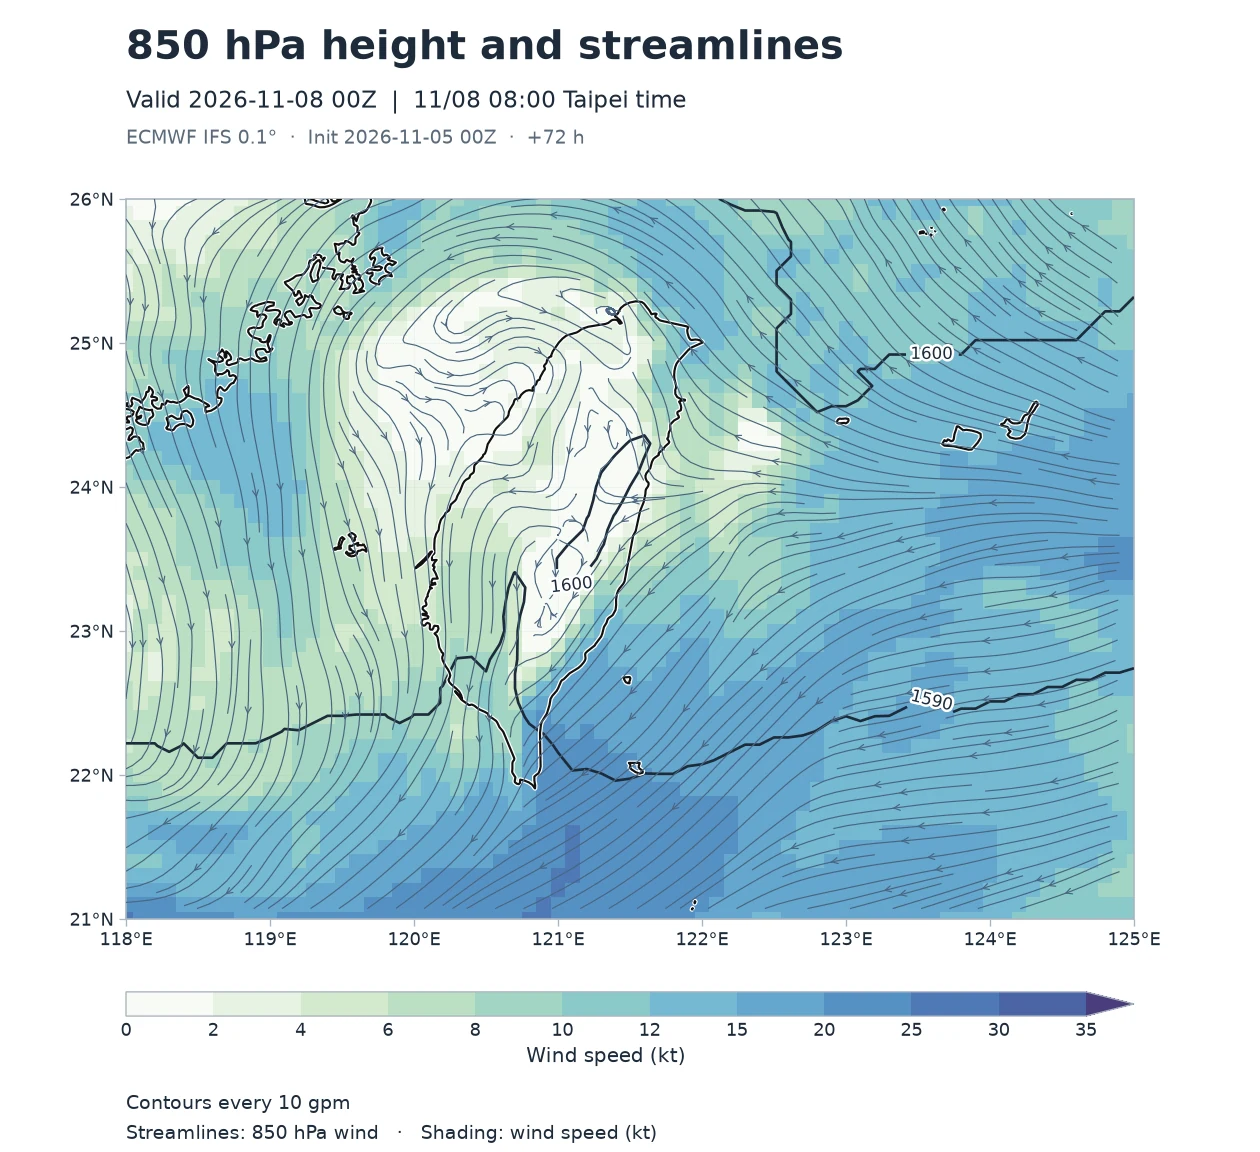 850 hPa height and streamlines
Valid 2026-11-08 00Z | 11/08 08:00 Taipei time
ECMWF IFS 0.1° · Init 2026-11-05 00Z · +72 h
26°N
25°N
1600
24°N
1600
23°N
1590
22°N
21°N
118°E 119°E 120°E 121°E 122°E 123°E 124°E 125°E
0 2 4 6 8 10 12 15 20 25 30 35
Wind speed (kt)
Contours every 10 gpm
Streamlines: 850 hPa wind · Shading: wind speed (kt)